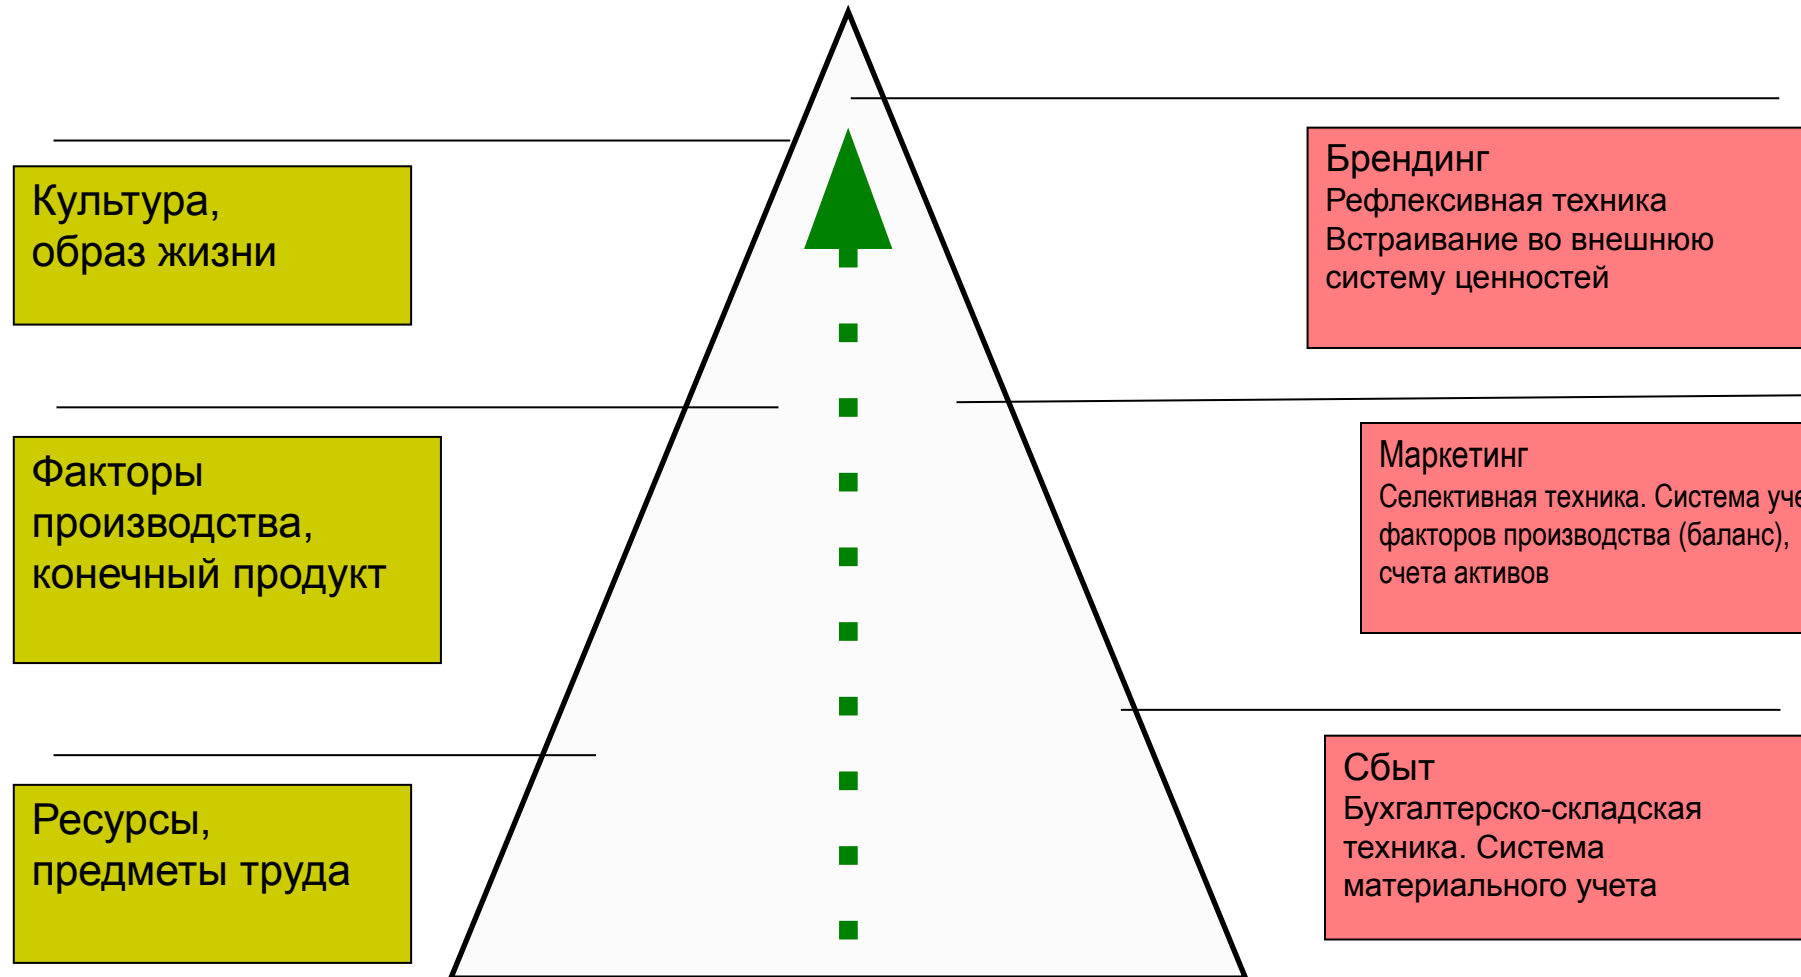 Культура,
образ жизни
Факторы
производства,
конечный продукт
Ресурсы,
предметы труда
Брендинг
Рефлексивная техника
Встраивание во внешнюю
систему ценностей
Маркетинг
Селективная техника. Система
факторов производства (баланс),
счета активов
Сбыт
Бухгалтерско-складская
техника. Система
материального учета